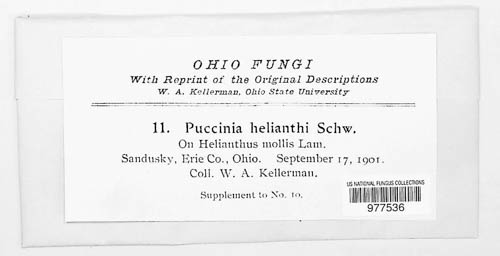 OHIO FUNGI
With Reprint of the Original Descriptions
W. A. Kellerman, Ohio State University
11. Puccinia helianthi Schw.
On Helianthus mollis Lam.
Sandusky, Erie Co., Ohio. September 17, 1901.
Coll. W. A. Kellerman.
Supplement to No. 10.
US NATIONAL FUNGUS COLLECTIONS
977536